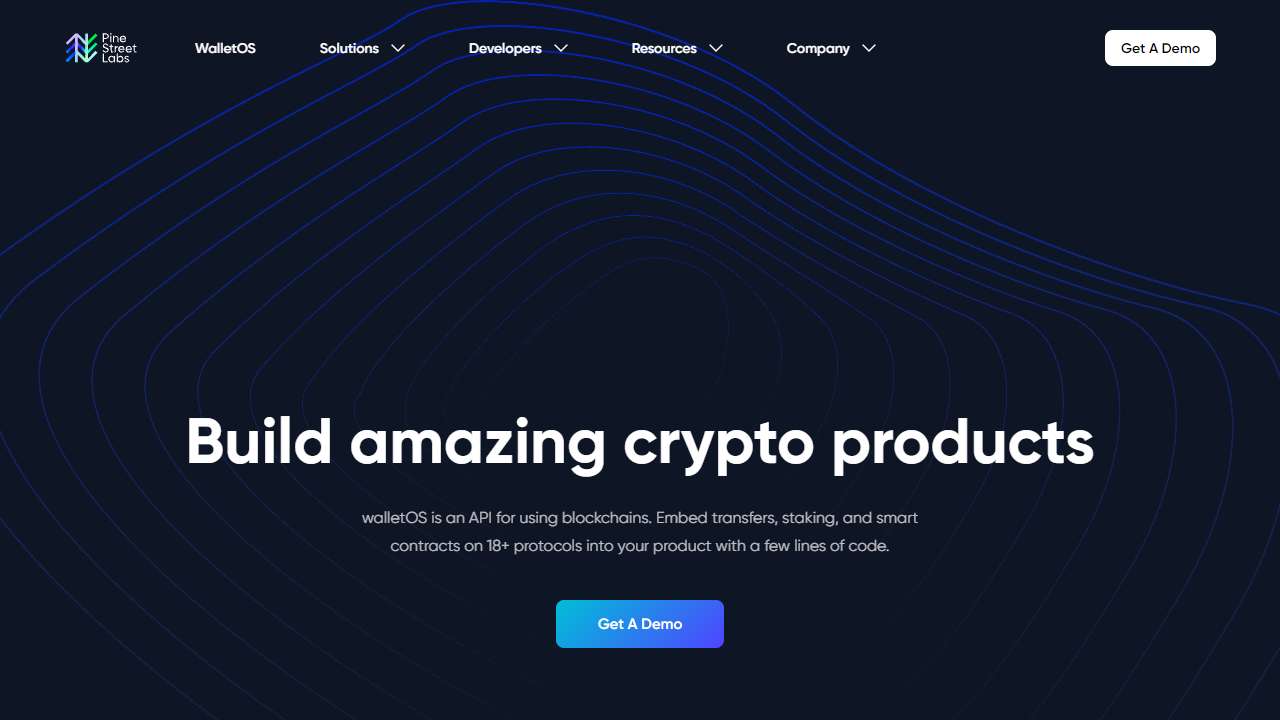 Pine
Street
Labs
WalletOS
Solutions
Developers
Resources
Company
Get A Demo
Build amazing crypto products
walletOS is an API for using blockchains. Embed transfers, staking, and smart
contracts on 18+ protocols into your product with a few lines of code.
Get A Demo